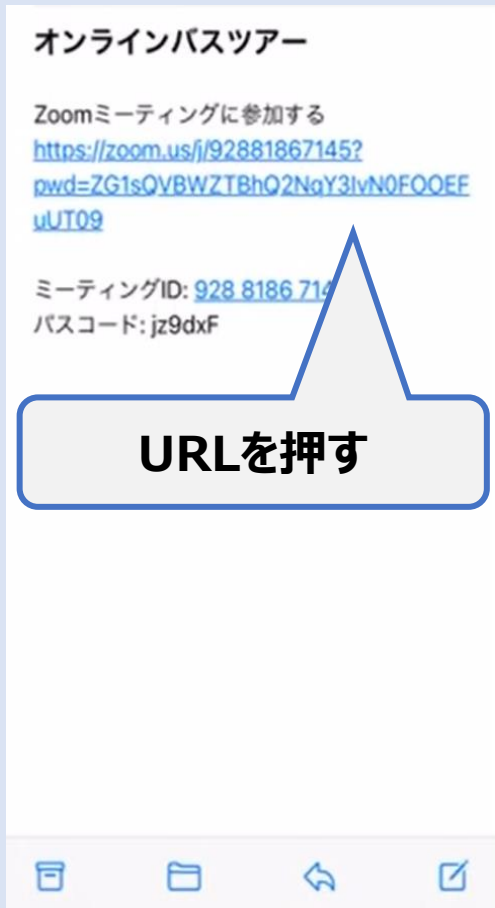 オンラインバスツアー
Zoomミーティングに参加する
https://zoom.us/j/92881867145?
pwd=ZG1sQVBWZTBhQ2NqY3IvN0FOOEF
uUT09
ミーティングID: 928 8186 714
パスコード: jz9dxF
URLを押す